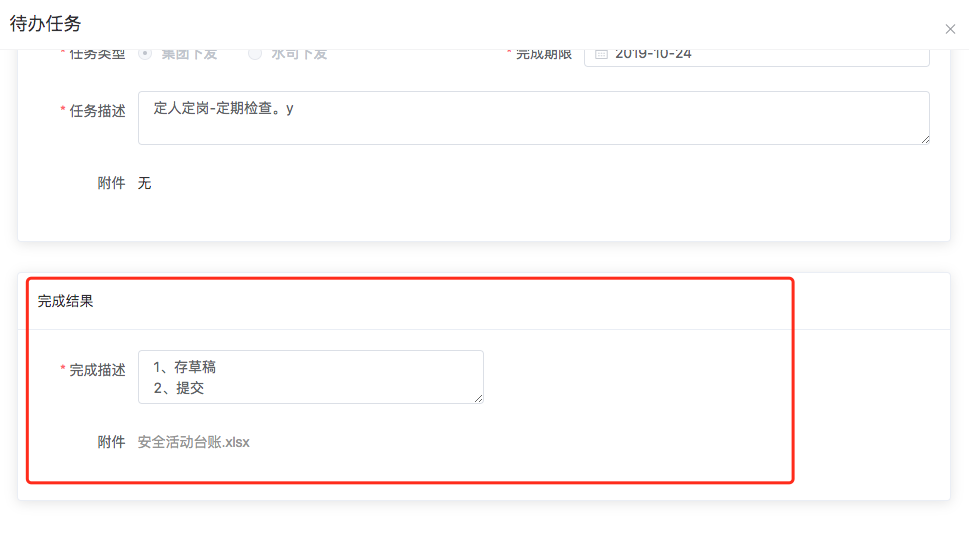 待办任务
* 任务类型 集团下发 水司下发 * 完成期限 2019-10-24
* 任务描述 定人定岗-定期检查。y
附件 无
完成结果
* 完成描述 1、存草稿
2、提交
附件 安全活动台账.xlsx